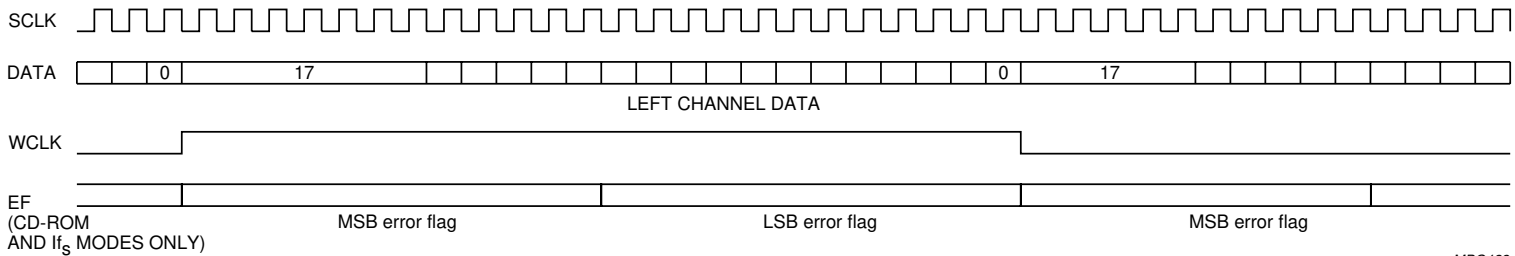 SCLK
DATA 0 17 0 17
LEFT CHANNEL DATA
WCLK
EF
(CD-ROM
AND Ifs MODES ONLY)
MSB error flag LSB error flag MSB error flag